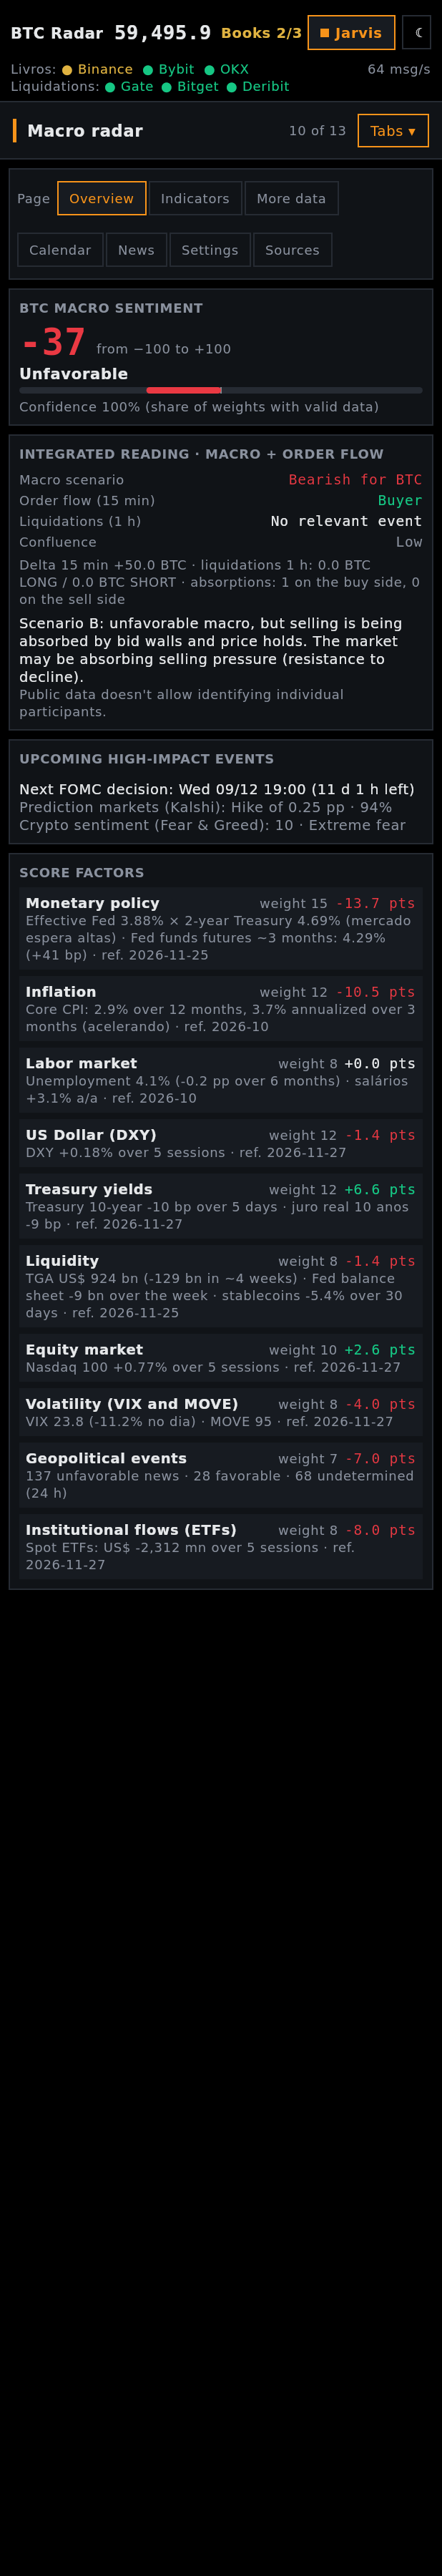 BTC Radar 59,495.9 Books 2/3 Jarvis
Livros: Binance Bybit OKX 64 msg/s
Liquidations: Gate Bitget Deribit
Macro radar 10 of 13 Tabs ▾
Page Overview Indicators More data
Calendar News Settings Sources
BTC MACRO SENTIMENT
-37 from −100 to +100
Unfavorable
Confidence 100% (share of weights with valid data)
INTEGRATED READING · MACRO + ORDER FLOW
Macro scenario Bearish for BTC
Order flow (15 min) Buyer
Liquidations (1 h) No relevant event
Confluence Low
Delta 15 min +50.0 BTC · liquidations 1 h: 0.0 BTC
LONG / 0.0 BTC SHORT · absorptions: 1 on the buy side, 0
on the sell side
Scenario B: unfavorable macro, but selling is being
absorbed by bid walls and price holds. The market
may be absorbing selling pressure (resistance to
decline).
Public data doesn't allow identifying individual
participants.
UPCOMING HIGH-IMPACT EVENTS
Next FOMC decision: Wed 09/12 19:00 (11 d 1 h left)
Prediction markets (Kalshi): Hike of 0.25 pp · 94%
Crypto sentiment (Fear & Greed): 10 · Extreme fear
SCORE FACTORS
Monetary policy weight 15 -13.7 pts
Effective Fed 3.88% × 2-year Treasury 4.69% (mercado
espera altas) · Fed funds futures ~3 months: 4.29%
(+41 bp) · ref. 2026-11-25
Inflation weight 12 -10.5 pts
Core CPI: 2.9% over 12 months, 3.7% annualized over 3
months (acelerando) · ref. 2026-10
Labor market weight 8 +0.0 pts
Unemployment 4.1% (-0.2 pp over 6 months) · salários
+3.1% a/a · ref. 2026-10
US Dollar (DXY) weight 12 -1.4 pts
DXY +0.18% over 5 sessions · ref. 2026-11-27
Treasury yields weight 12 +6.6 pts
Treasury 10-year -10 bp over 5 days · juro real 10 anos
-9 bp · ref. 2026-11-27
Liquidity weight 8 -1.4 pts
TGA US$ 924 bn (-129 bn in ~4 weeks) · Fed balance
sheet -9 bn over the week · stablecoins -5.4% over 30
days · ref. 2026-11-25
Equity market weight 10 +2.6 pts
Nasdaq 100 +0.77% over 5 sessions · ref. 2026-11-27
Volatility (VIX and MOVE) weight 8 -4.0 pts
VIX 23.8 (-11.2% no dia) · MOVE 95 · ref. 2026-11-27
Geopolitical events weight 7 -7.0 pts
137 unfavorable news · 28 favorable · 68 undetermined
(24 h)
Institutional flows (ETFs) weight 8 -8.0 pts
Spot ETFs: US$ -2,312 mn over 5 sessions · ref.
2026-11-27